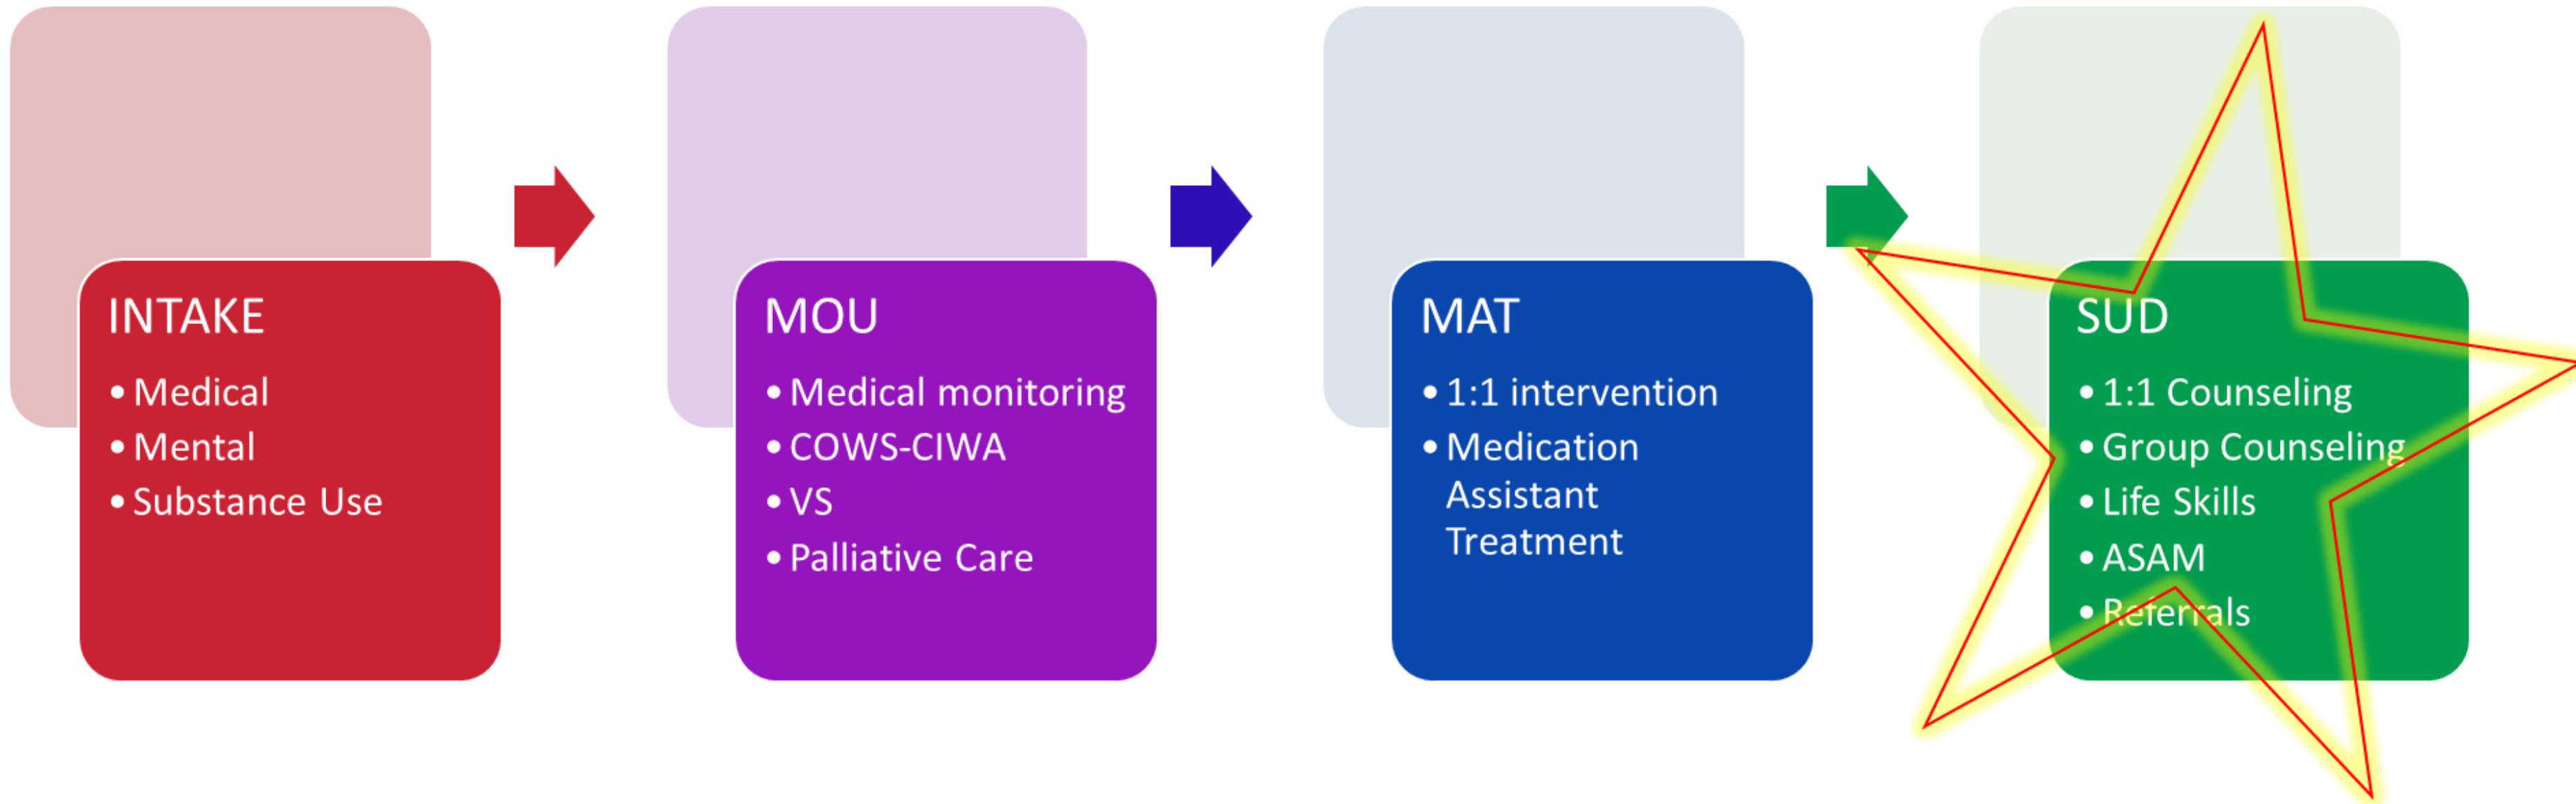 INTAKE
• Medical
• Mental
• Substance Use
MOU
• Medical monitoring
• COWS-CIWA
• VS
• Palliative Care
MAT
• 1:1 intervention
• Medication
Assistant
Treatment
SUD
• 1:1 Counseling
• Group Counseling
• Life Skills
• ASAM
• Referrals